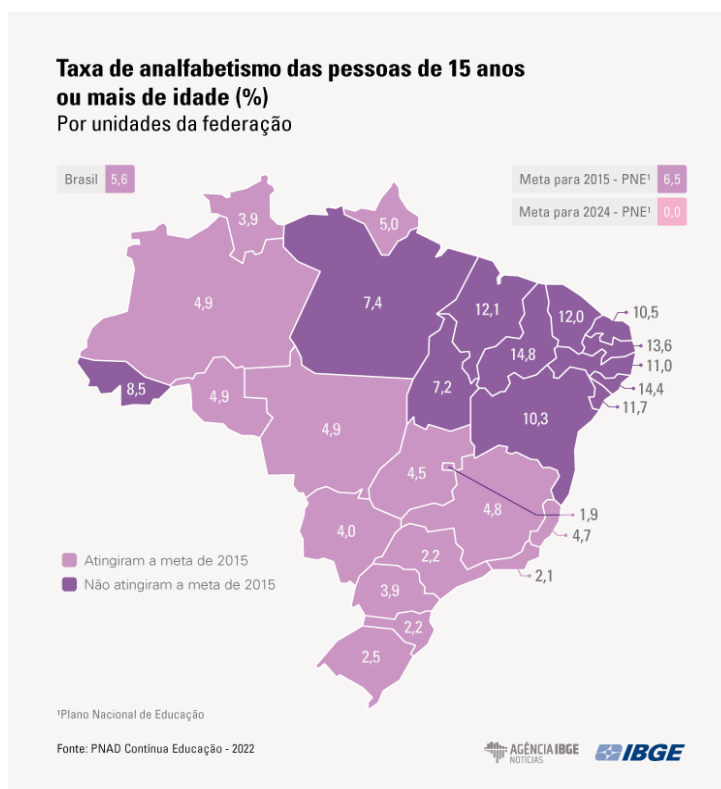 Taxa de analfabetismo das pessoas de 15 anos
ou mais de idade (%)
Por unidades da federação
Brasil 5,6
Meta para 2015 - PNE¹ 6,5
Meta para 2024 - PNE¹ 0,0
3,9
5,0
4,9
7,4
12,1
12,0
10,5
13,6
14,8
11,0
8,5
4,9
7,2
14,4
11,7
10,3
4,9
4,5
4,8
1,9
4,0
4,7
2,2
2,1
3,9
2,2
2,5
Atingiram a meta de 2015
Não atingiram a meta de 2015
¹Plano Nacional de Educação
Fonte: PNAD Contínua Educação - 2022
AGÊNCIA IBGE
NOTÍCIAS
IBGE